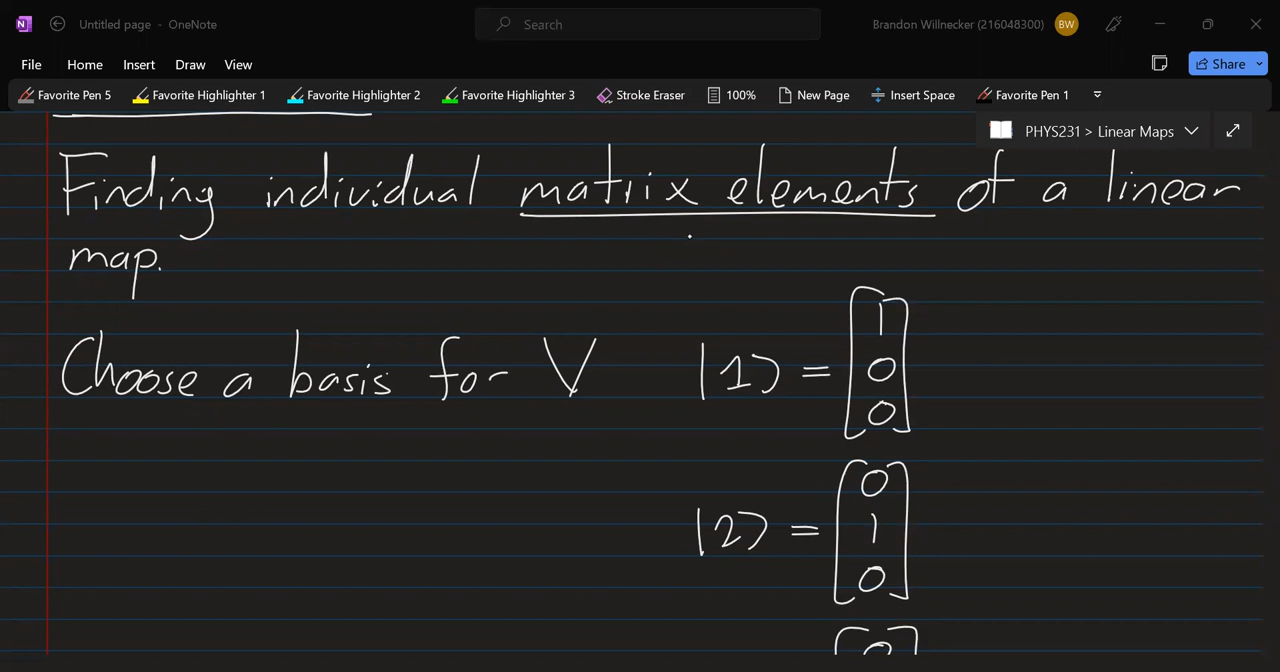 Untitled page - OneNote
Search
Brandon Willnecker (216048300) BW
File Home Insert Draw View
Share
Favorite Pen 5 Favorite Highlighter 1 Favorite Highlighter 2 Favorite Highlighter 3 Stroke Eraser 100% New Page Insert Space Favorite Pen 1
PHYS231 > Linear Maps
Finding individual matrix elements of a linear
map.
Choose a basis for V |1⟩ = [1 0 0]
|2⟩ = [0 1 0]
[0